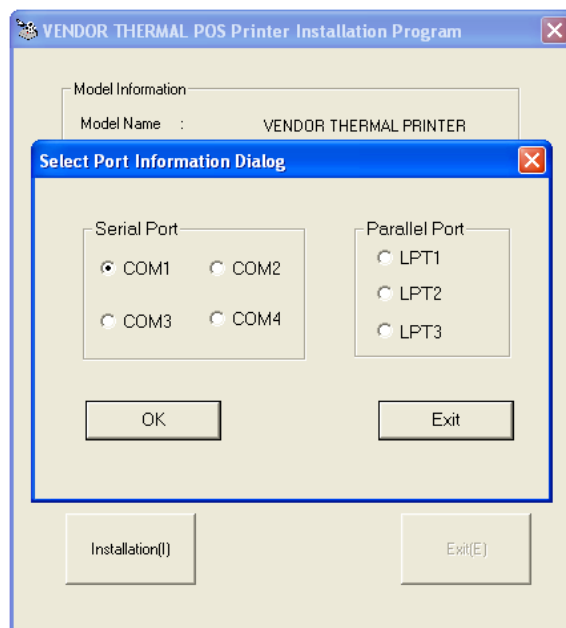 VENDOR THERMAL POS Printer Installation Program
Model Information
Model Name : VENDOR THERMAL PRINTER
Select Port Information Dialog
Serial Port Parallel Port
COM1 COM2 LPT1
LPT2
COM3 COM4 LPT3
OK Exit
Installation(I) Exit(E)